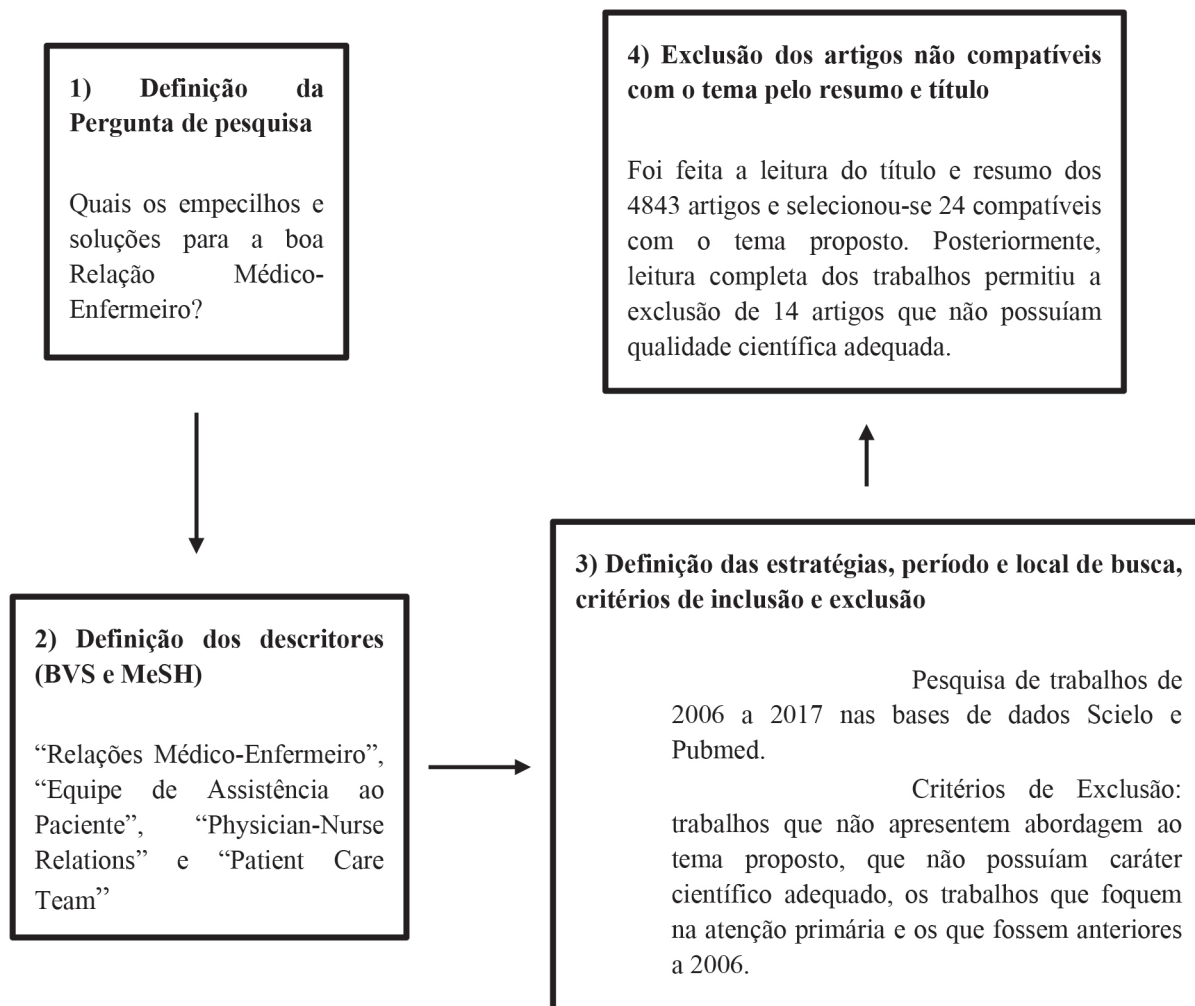 1) Definição da
Pergunta de pesquisa
Quais os empecilhos e
soluções para a boa
Relação Médico-
Enfermeiro?
2) Definição dos descritores
(BVS e MeSH)
“Relações Médico-Enfermeiro”,
“Equipe de Assistência ao
Paciente”, “Physician-Nurse
Relations” e “Patient Care
Team”
3) Definição das estratégias, período e local de busca,
critérios de inclusão e exclusão
Pesquisa de trabalhos de
2006 a 2017 nas bases de dados Scielo e
Pubmed.
Critérios de Exclusão:
trabalhos que não apresentem abordagem ao
tema proposto, que não possuíam caráter
científico adequado, os trabalhos que foquem
na atenção primária e os que fossem anteriores
a 2006.
4) Exclusão dos artigos não compatíveis
com o tema pelo resumo e título
Foi feita a leitura do título e resumo dos
4843 artigos e selecionou-se 24 compatíveis
com o tema proposto. Posteriormente,
leitura completa dos trabalhos permitiu a
exclusão de 14 artigos que não possuíam
qualidade científica adequada.